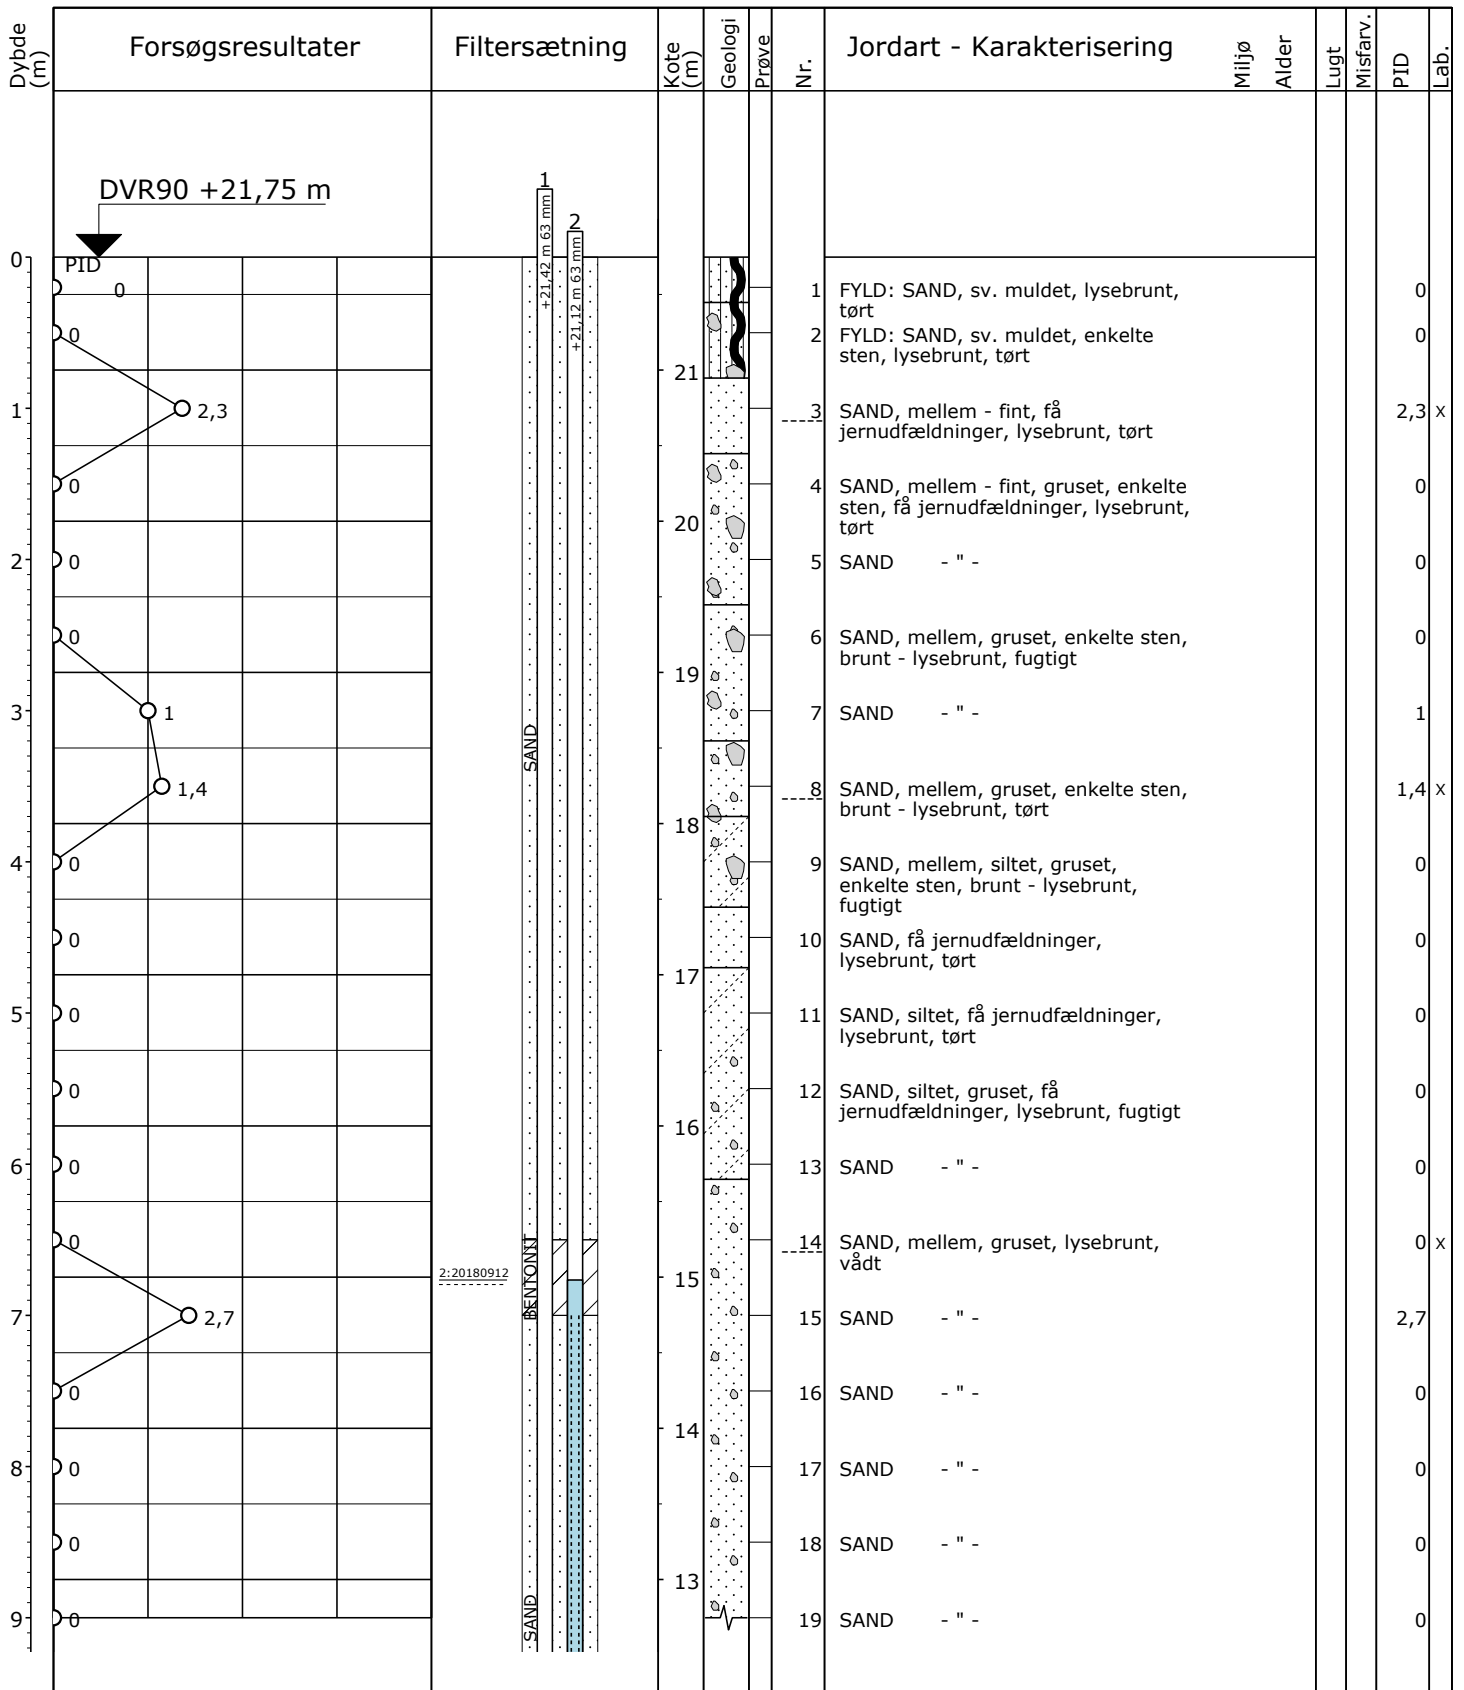 Dybde (m)
Forsøgsresultater
Filtersætning
Kote (m)
Geologi
Prøve
Nr.
Jordart - Karakterisering
Miljø
Alder
Lugt
Misfarv.
PID
Lab.
DVR90 +21,75 m
1
+21,42 m 63 mm
2
+21,12 m 63 mm
0
PID
0
1 FYLD: SAND, sv. muldet, lysebrunt, 0
tørt
0
2 FYLD: SAND, sv. muldet, enkelte 0
sten, lysebrunt, tørt
21
1
2,3
3 SAND, mellem - fint, få 2,3 X
jernudfældninger, lysebrunt, tørt
0
4 SAND, mellem - fint, gruset, enkelte 0
sten, få jernudfældninger, lysebrunt,
tørt
20
2
0
5 SAND - " - 0
0
6 SAND, mellem, gruset, enkelte sten, 0
brunt - lysebrunt, fugtigt
19
3
1
7 SAND - " - 1
SAND
1,4
8 SAND, mellem, gruset, enkelte sten, 1,4 X
brunt - lysebrunt, tørt
18
4
0
9 SAND, mellem, siltet, gruset, 0
enkelte sten, brunt - lysebrunt,
fugtigt
0
10 SAND, få jernudfældninger, 0
lysebrunt, tørt
17
5
0
11 SAND, siltet, få jernudfældninger, 0
lysebrunt, tørt
0
12 SAND, siltet, gruset, få 0
jernudfældninger, lysebrunt, fugtigt
16
6
0
13 SAND - " - 0
0
14 SAND, mellem, gruset, lysebrunt, 0 X
vådt
BENTONIT
2:20180912
15
7
2,7
15 SAND - " - 2,7
0
16 SAND - " - 0
14
8
0
17 SAND - " - 0
0
18 SAND - " - 0
13
SAND
9
0
19 SAND - " - 0